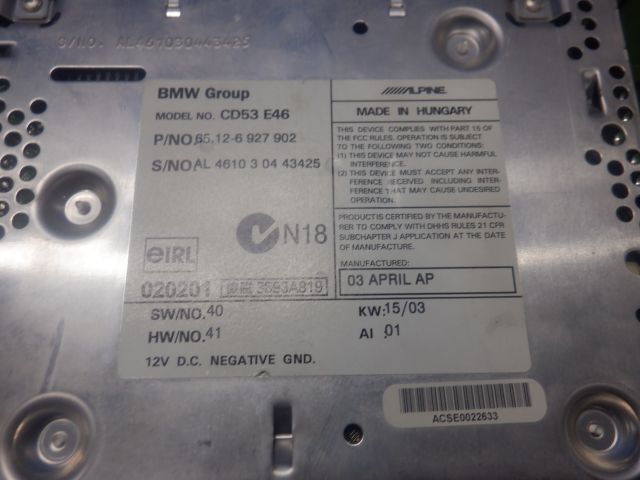 S/NO. AL461030443425
BMW Group
MODEL NO. CD53 E46
P/NO. 65.12-6 927 902
S/NO AL 4610 3 04 43425
N18
eIRL
020201 3693A819
SW/NO. 40
HW/NO. 41
12V D.C. NEGATIVE GND.
ALPINE
MADE IN HUNGARY
THIS DEVICE COMPLIES WITH PART 15 OF
THE FCC RULES. OPERATION IS SUBJECT
TO THE FOLLOWING TWO CONDITIONS:
(1) THIS DEVICE MAY NOT CAUSE HARMFUL
INTERFERENCE.
(2) THIS DEVICE MUST ACCEPT ANY INTER-
FERENCE RECEIVED INCLUDING INTER-
FERENCE THAT MAY CAUSE UNDESIRED
OPERATION.
PRODUCT IS CERTIFIED BY THE MANUFACTU-
RER TO COMPLY WITH DHHS RULES 21 CFR
SUBCHAPTER J APPLICATION AT THE DATE
OF MANUFACTURE.
MANUFACTURED:
03 APRIL AP
KW: 15/03
AI .01
ACSE0022633